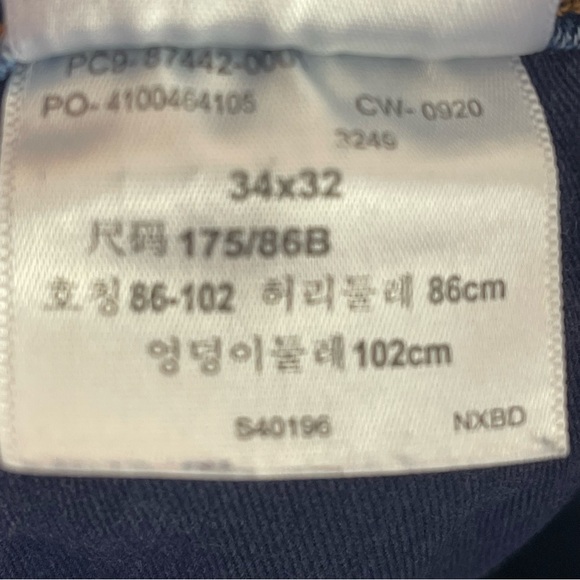 PC9-87442-000
PO-4100464105 CW-0920
3249
34x32
尺码 175/86B
호칭 86-102 허리둘레 86cm
엉덩이둘레 102cm
S40196 NXBD